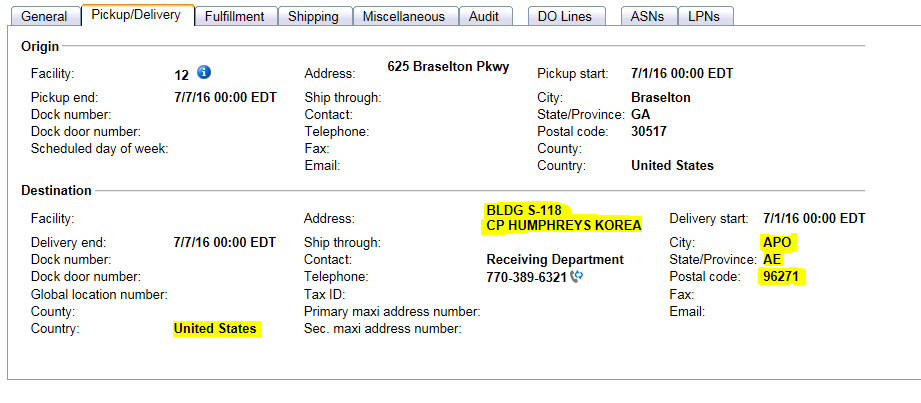 General Pickup/Delivery Fulfillment Shipping Miscellaneous Audit DO Lines ASNs LPNs
Origin
Facility: 12 Address: 625 Braselton Pkwy Pickup start: 7/1/16 00:00 EDT
Pickup end: 7/7/16 00:00 EDT Ship through: City: Braselton
Dock number: Contact: State/Province: GA
Dock door number: Telephone: Postal code: 30517
Scheduled day of week: Fax: County:
Email: Country: United States
Destination
Facility: Address: BLDG S-118 Delivery start: 7/1/16 00:00 EDT
CP HUMPHREYS KOREA
Delivery end: 7/7/16 00:00 EDT Ship through: City: APO
Dock number: Contact: Receiving Department State/Province: AE
Dock door number: Telephone: 770-389-6321 Postal code: 96271
Global location number: Tax ID: Fax:
County: Primary maxi address number: Email:
Country: United States Sec. maxi address number: